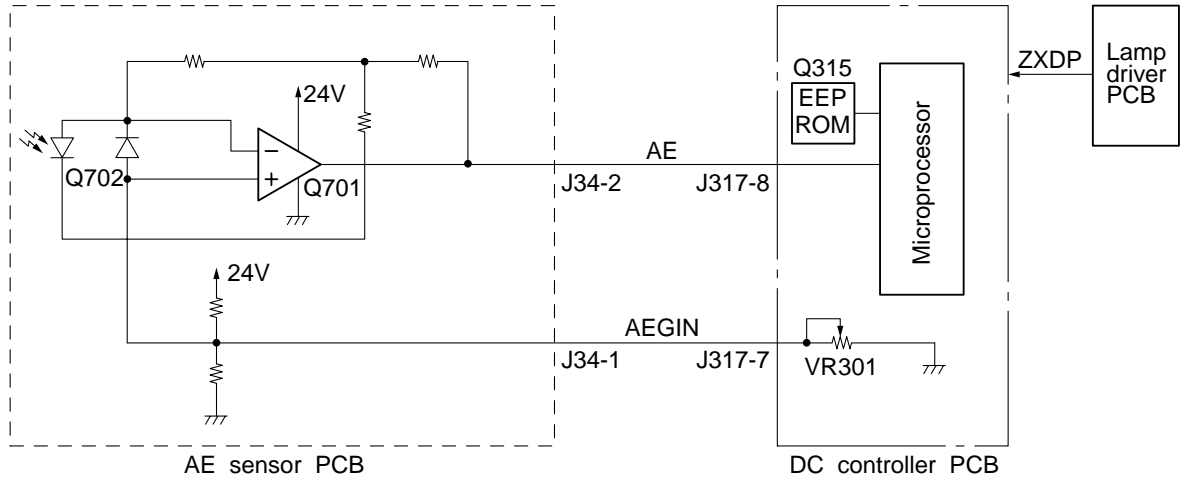 24V
Q702
Q701
24V
AE sensor PCB
AE
J34-2
J317-8
AEGIN
J34-1
J317-7
Q315
EEP
ROM
Microprocessor
VR301
DC controller PCB
ZXDP
Lamp
driver
PCB